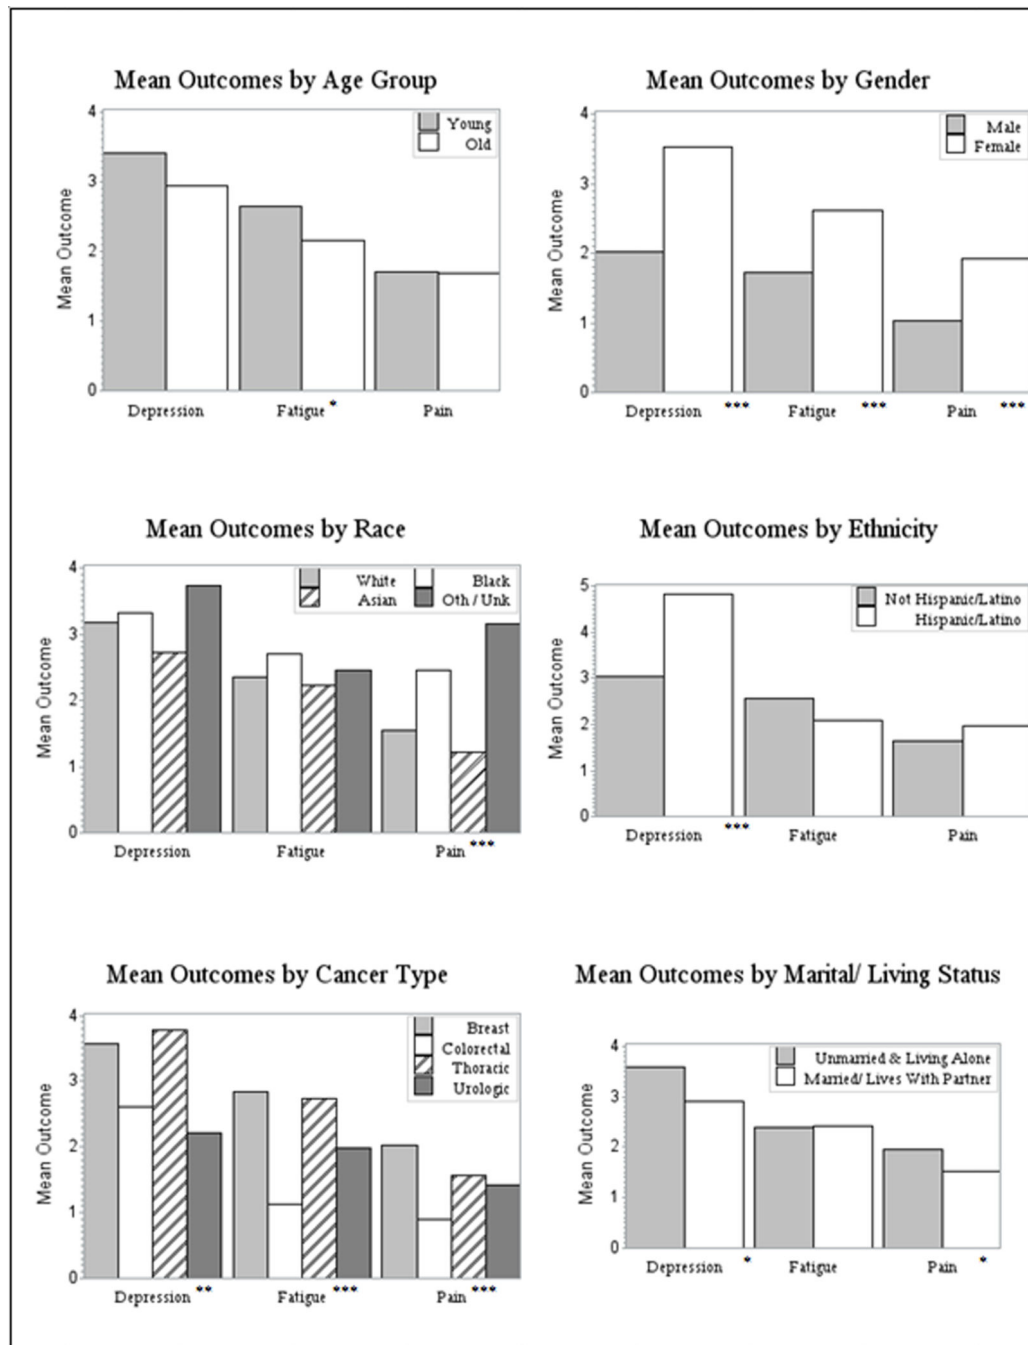 Mean Outcomes by Age Group
Mean Outcome
4
3
2
1
0
Young
Old
Depression
Fatigue *
Pain
Mean Outcomes by Gender
Mean Outcome
4
3
2
1
0
Male
Female
Depression ***
Fatigue ***
Pain ***
Mean Outcomes by Race
Mean Outcome
4
3
2
1
0
White Black
Asian Oth / Unk
Depression
Fatigue
Pain ***
Mean Outcomes by Ethnicity
Mean Outcome
5
4
3
2
1
0
Not Hispanic/Latino
Hispanic/Latino
Depression ***
Fatigue
Pain
Mean Outcomes by Cancer Type
Mean Outcome
4
3
2
1
0
Breast
Colorectal
Thoracic
Urologic
Depression **
Fatigue ***
Pain ***
Mean Outcomes by Marital/ Living Status
Mean Outcome
4
3
2
1
0
Unmarried & Living Alone
Married/ Lives With Partner
Depression *
Fatigue
Pain *